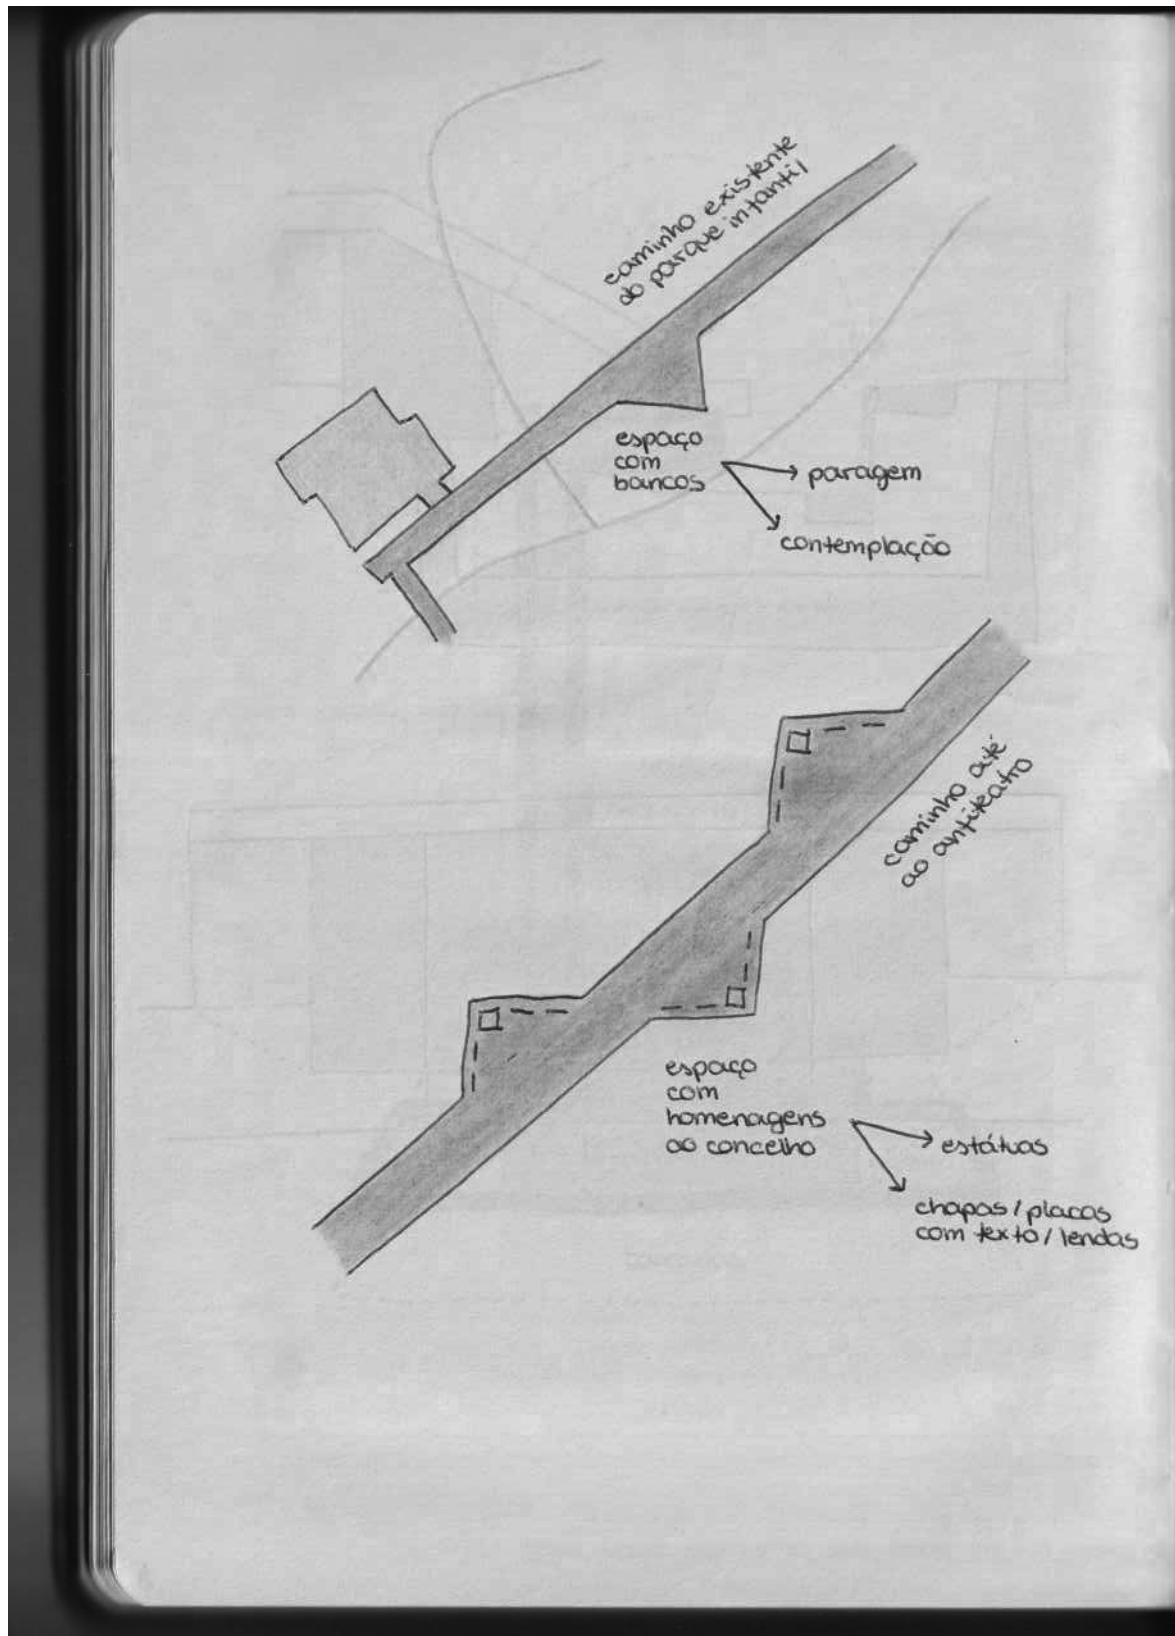 caminho existente
do parque infantil
espaço
com
bancos
paragem
contemplação
caminho até
ao anfiteatro
espaço
com
homenagens
ao concelho
estátuas
chapas/placas
com texto/lendas